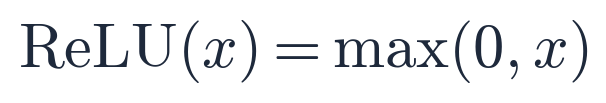 ReLU(x) = max(0, x)